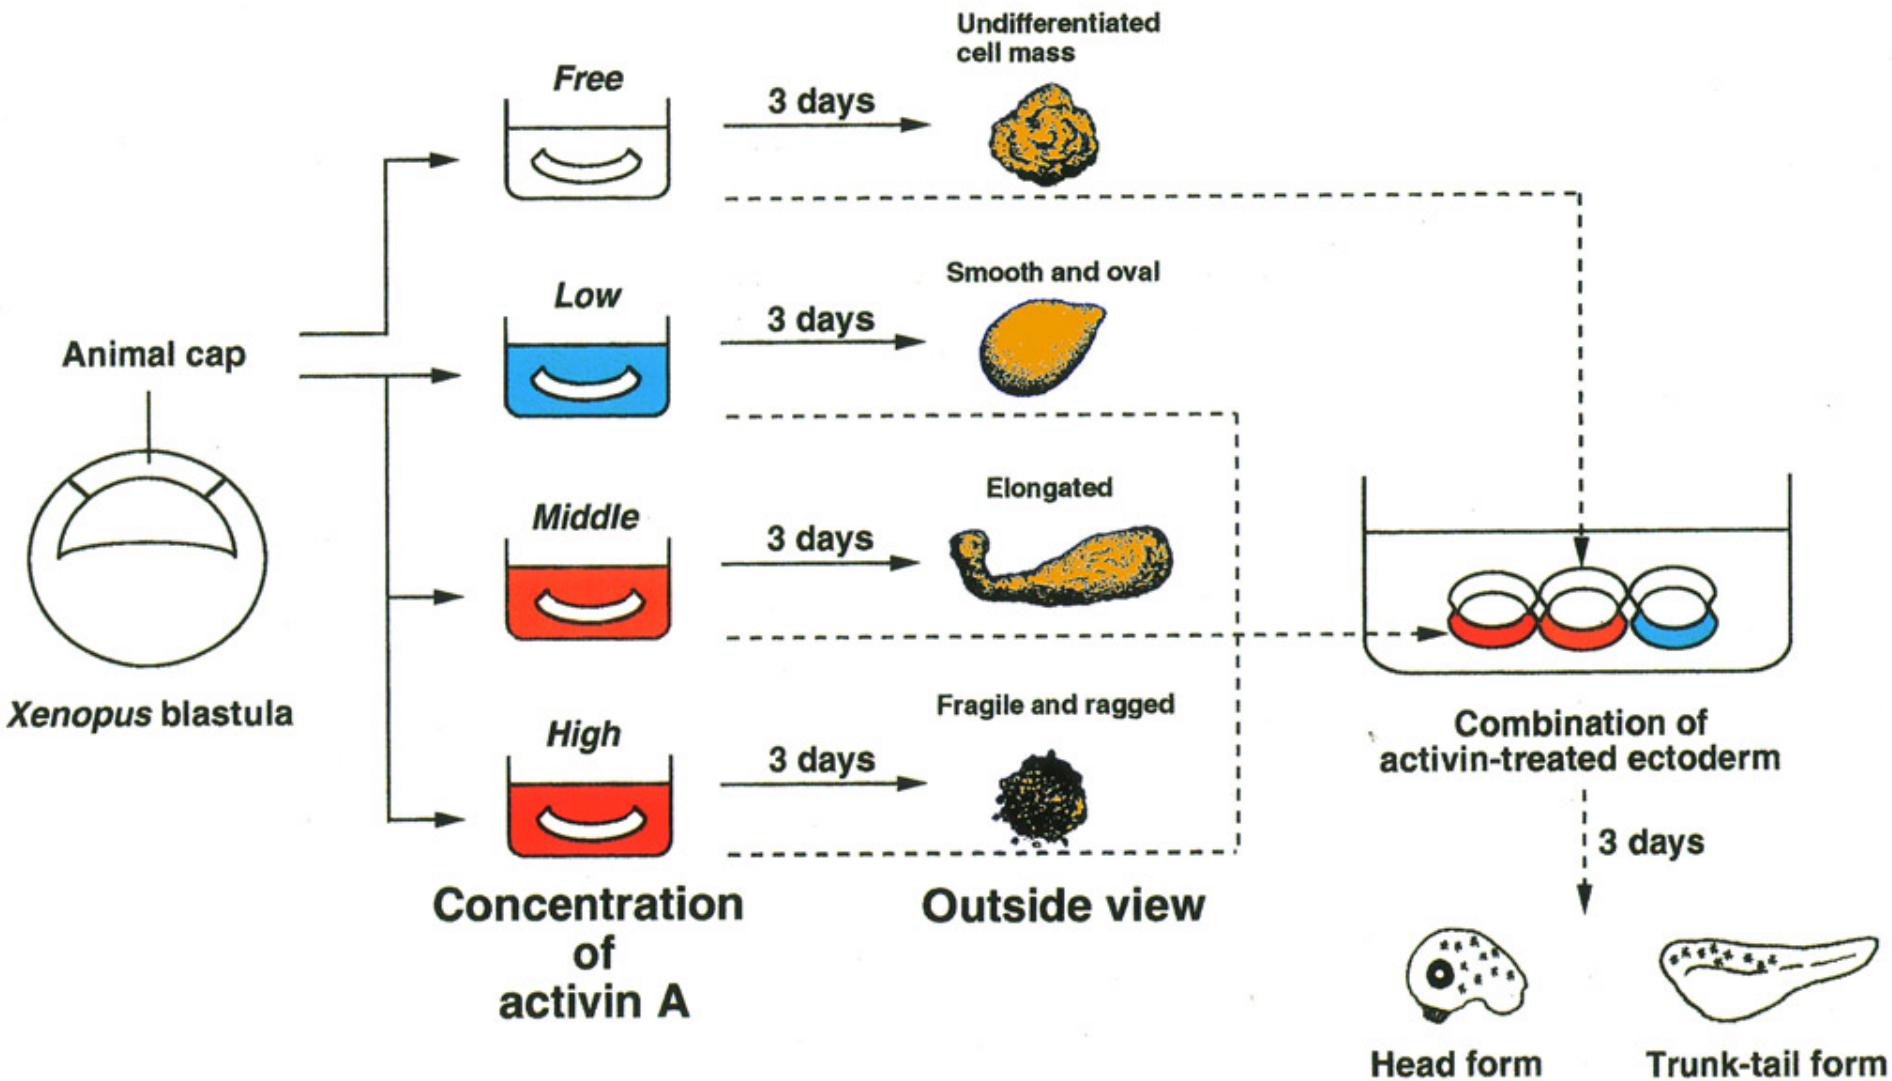 Undifferentiated
cell mass
Free
3 days
Smooth and oval
Low
3 days
Animal cap
Elongated
Middle
3 days
Xenopus blastula
Fragile and ragged
High
3 days
Combination of
activin-treated ectoderm
3 days
Concentration
of
activin A
Outside view
Head form
Trunk-tail form